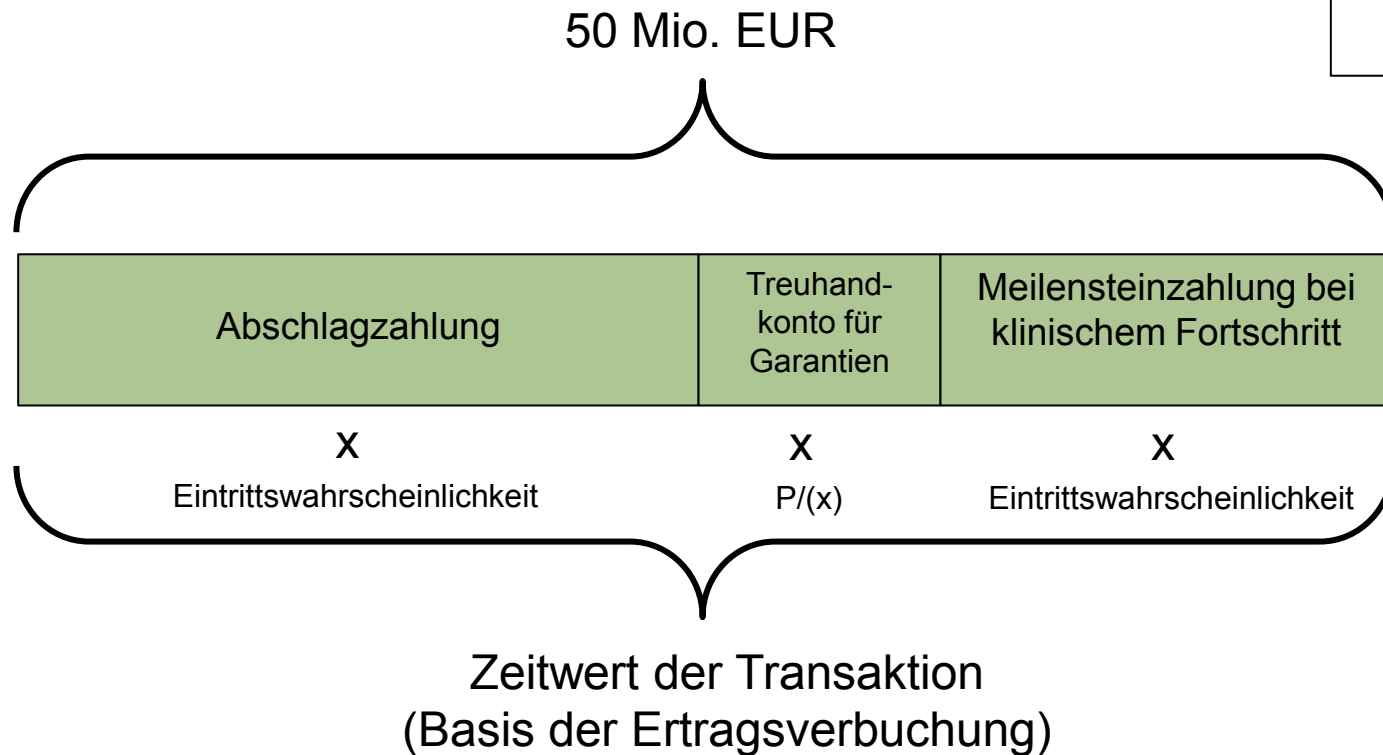 50 Mio. EUR
Abschlagzahlung
Treuhand-
konto für
Garantien
Meilensteinzahlung bei
klinischem Fortschritt
x
x
x
Eintrittswahrscheinlichkeit
P/(x)
Eintrittswahrscheinlichkeit
Zeitwert der Transaktion
(Basis der Ertragsverbuchung)